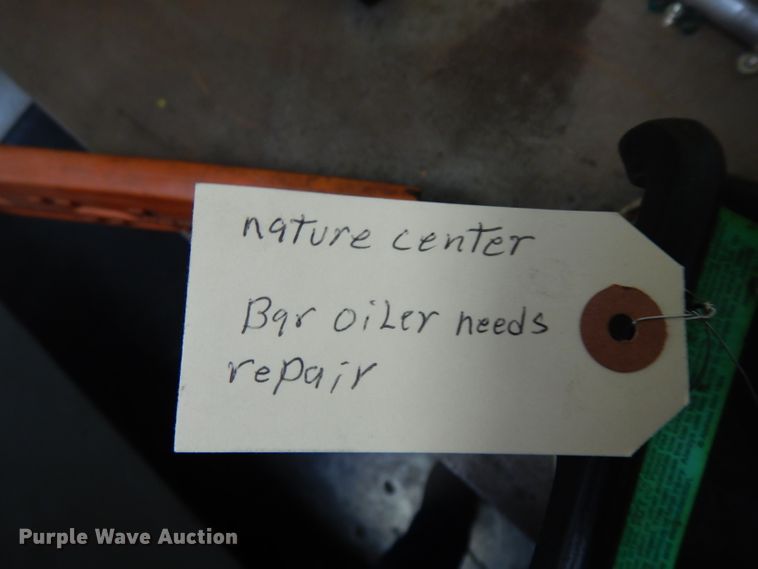 nature center
Bar oiler needs
repair
Purple Wave Auction